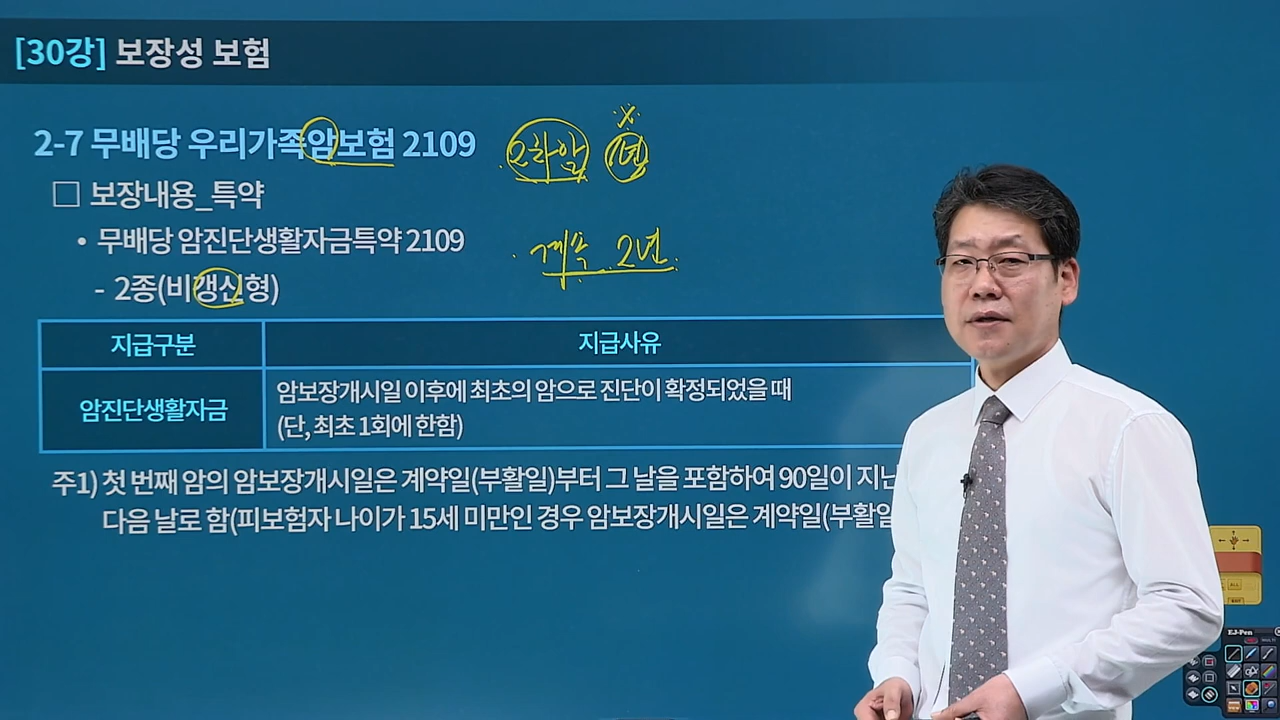 [30강] 보장성 보험
2-7 무배당 우리가족암보험 2109
소하암 1년
□ 보장내용_특약
• 무배당 암진단생활자금특약 2109
계속 2년
- 2종(비갱신형)
지급구분 지급사유
암진단생활자금
암보장개시일 이후에 최초의 암으로 진단이 확정되었을 때
(단, 최초 1회에 한함)
주1) 첫 번째 암의 암보장개시일은 계약일(부활일)부터 그 날을 포함하여 90일이 지난
다음 날로 함(피보험자 나이가 15세 미만인 경우 암보장개시일은 계약일(부활일
EJ-Pen